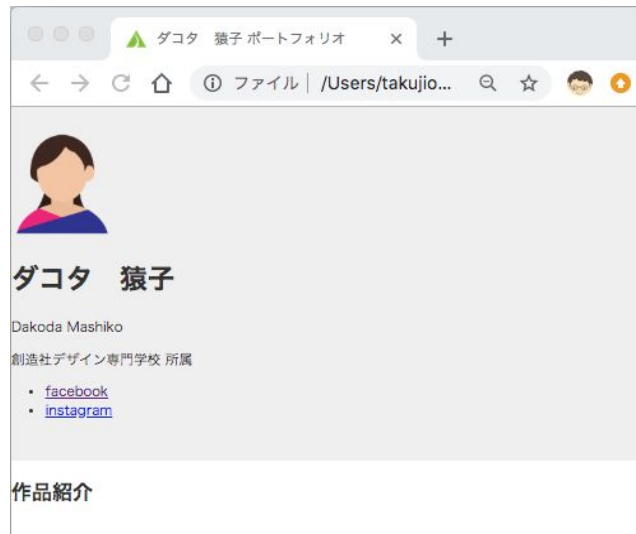 ダコタ　猿子 ポートフォリオ
ファイル | /Users/takujio...
ダコタ　猿子
Dakoda Mashiko
創造社デザイン専門学校 所属
facebook
instagram
作品紹介